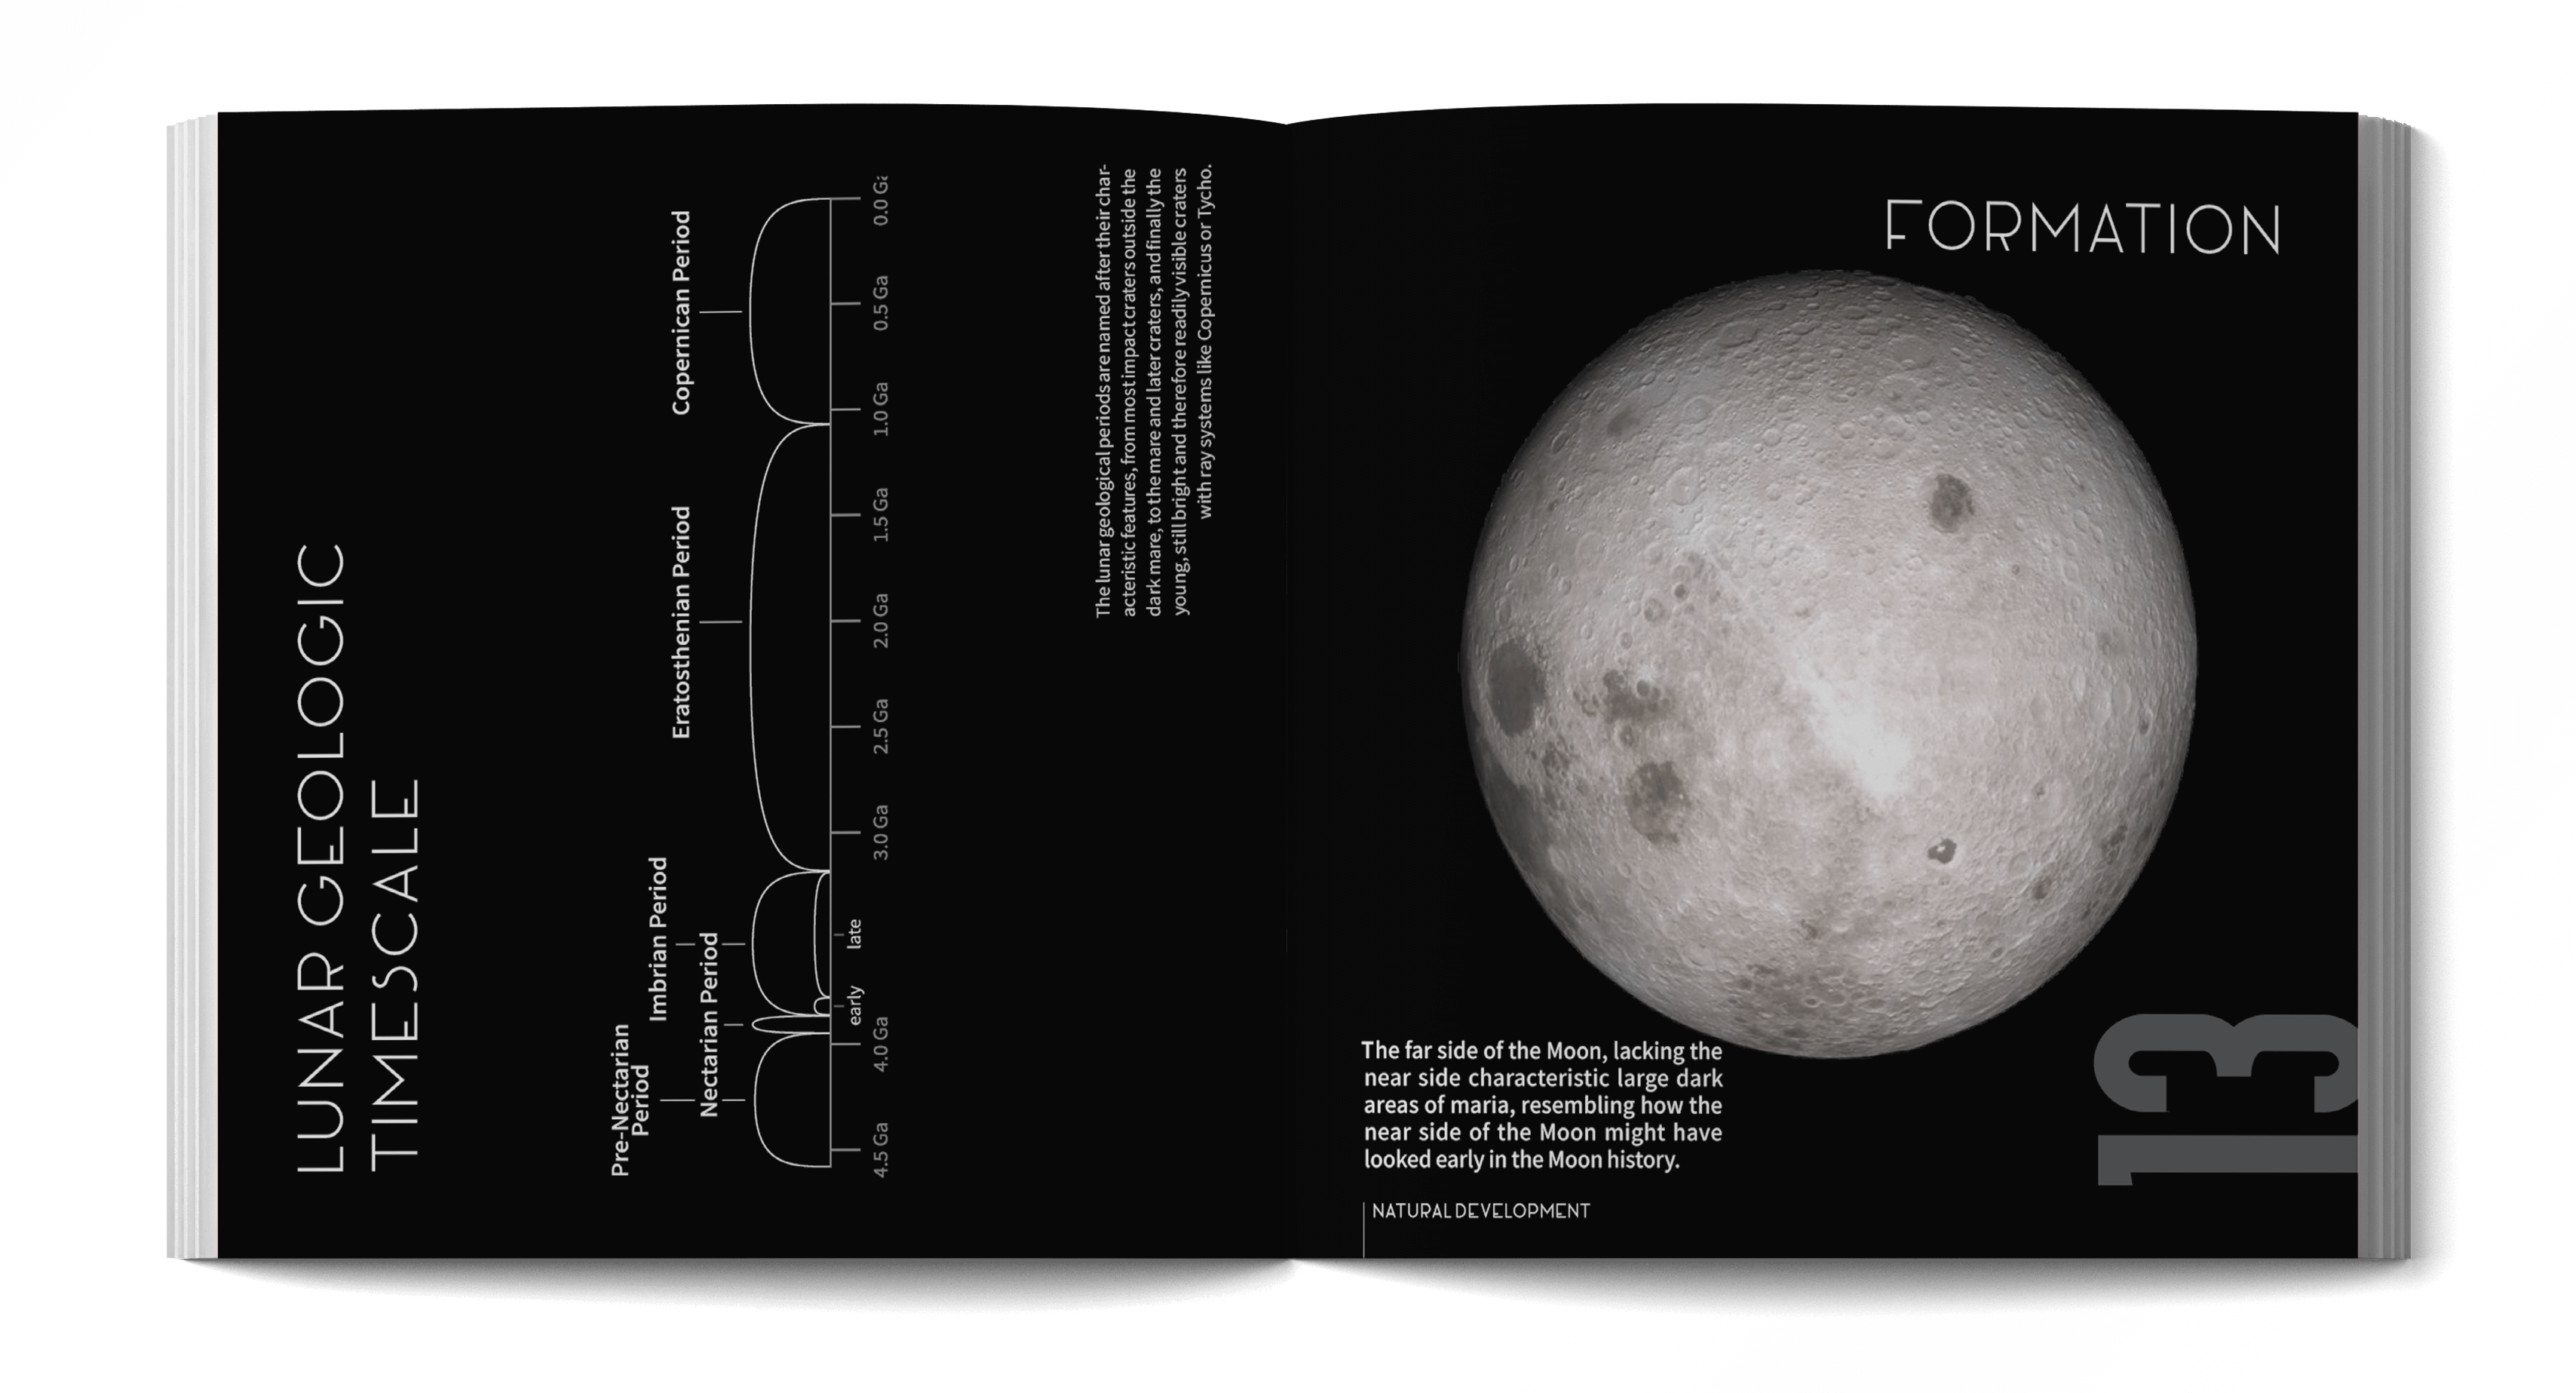 LUNAR GEOLOGIC
TIMESCALE
Pre-Nectarian
Period
Imbrian Period
Nectarian Period
Eratosthenian Period
Copernican Period
early
late
4.5 Ga
4.0 Ga
3.0 Ga
2.5 Ga
2.0 Ga
1.5 Ga
1.0 Ga
0.5 Ga
0.0 Ga
The lunar geological periods are named after their char-
acteristic features, from most impact craters outside the
dark mare, to the mare and later craters, and finally the
young, still bright and therefore readily visible craters
with ray systems like Copernicus or Tycho.
FORMATION
The far side of the Moon, lacking the
near side characteristic large dark
areas of maria, resembling how the
near side of the Moon might have
looked early in the Moon history.
NATURAL DEVELOPMENT
13